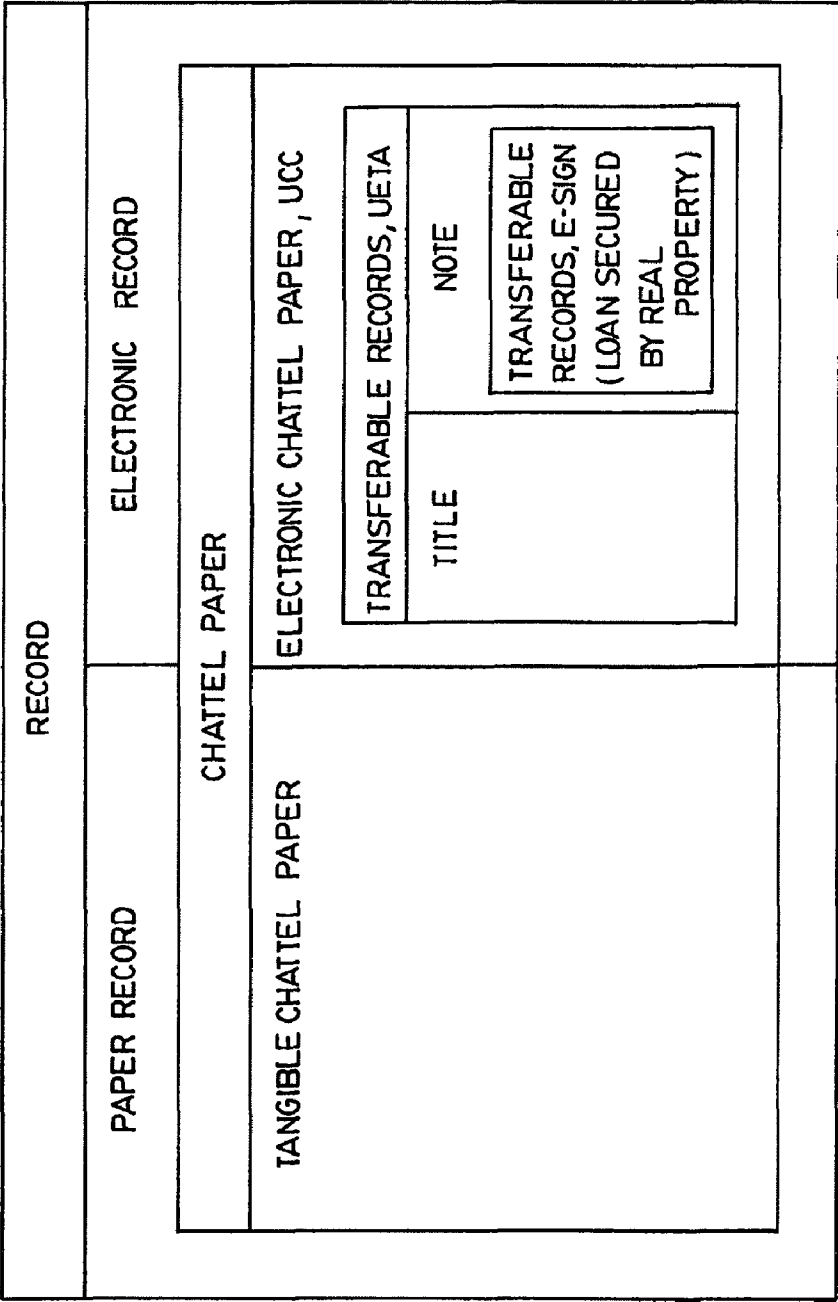 RECORD
PAPER RECORD
ELECTRONIC RECORD
CHATTEL PAPER
TANGIBLE CHATTEL PAPER
ELECTRONIC CHATTEL PAPER, UCC
TRANSFERABLE RECORDS, UETA
TITLE
NOTE
TRANSFERABLE
RECORDS, E-SIGN
(LOAN SECURED
BY REAL
PROPERTY)